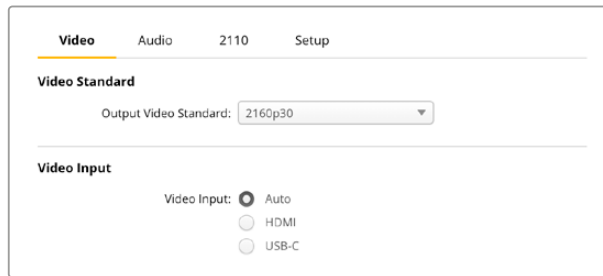 Video Audio 2110 Setup
Video Standard
Output Video Standard: 2160p30
Video Input
Video Input: Auto
HDMI
USB-C